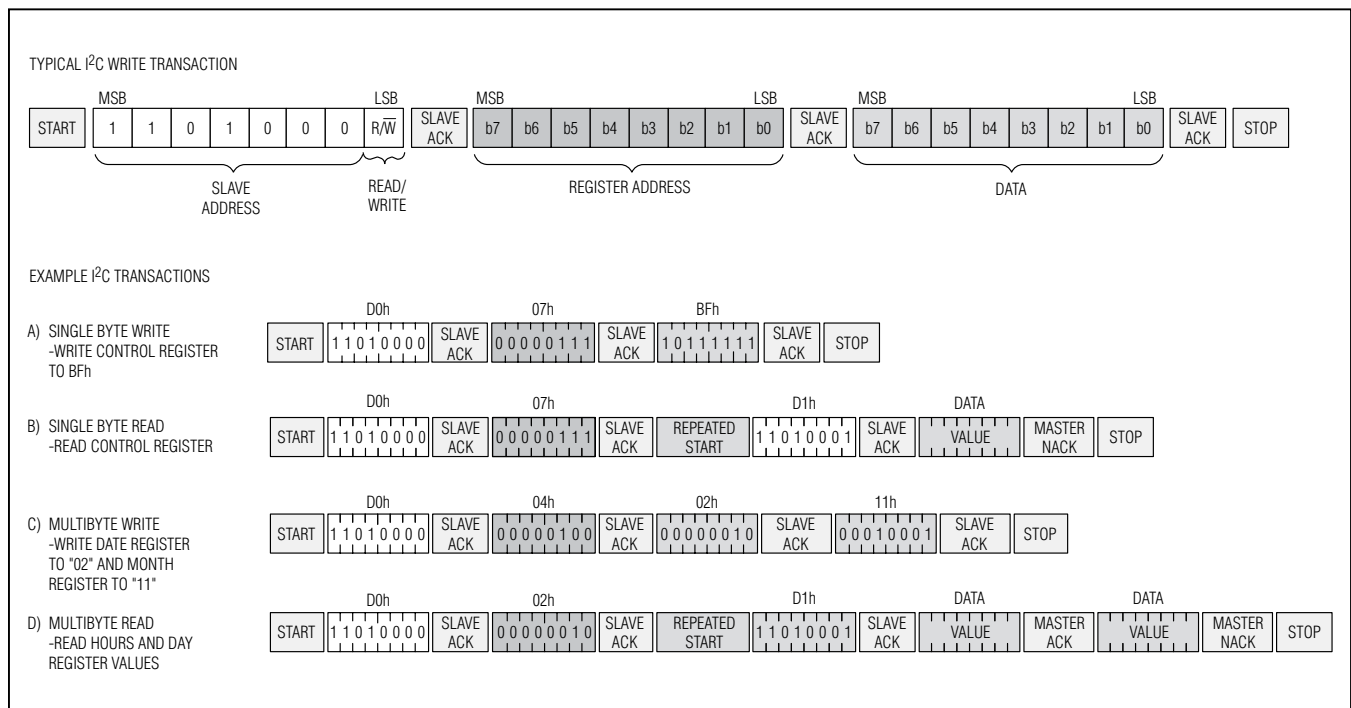 TYPICAL I²C WRITE TRANSACTION
MSB LSB MSB LSB MSB LSB
START 1 1 0 1 0 0 0 R/W̅ SLAVE ACK b7 b6 b5 b4 b3 b2 b1 b0 SLAVE ACK b7 b6 b5 b4 b3 b2 b1 b0 SLAVE ACK STOP
SLAVE ADDRESS READ/WRITE REGISTER ADDRESS DATA
EXAMPLE I²C TRANSACTIONS
D0h 07h BFh
A) SINGLE BYTE WRITE
-WRITE CONTROL REGISTER
TO BFh
START 11010000 SLAVE ACK 00000111 SLAVE ACK 10111111 SLAVE ACK STOP
D0h 07h D1h DATA
B) SINGLE BYTE READ
-READ CONTROL REGISTER
START 11010000 SLAVE ACK 00000111 SLAVE ACK REPEATED START 11010001 SLAVE ACK VALUE MASTER NACK STOP
D0h 04h 02h 11h
C) MULTIBYTE WRITE
-WRITE DATE REGISTER
TO "02" AND MONTH
REGISTER TO "11"
START 11010000 SLAVE ACK 00000100 SLAVE ACK 00000010 SLAVE ACK 00010001 SLAVE ACK STOP
D0h 02h D1h DATA DATA
D) MULTIBYTE READ
-READ HOURS AND DAY
REGISTER VALUES
START 11010000 SLAVE ACK 00000010 SLAVE ACK REPEATED START 11010001 SLAVE ACK VALUE MASTER ACK VALUE MASTER NACK STOP